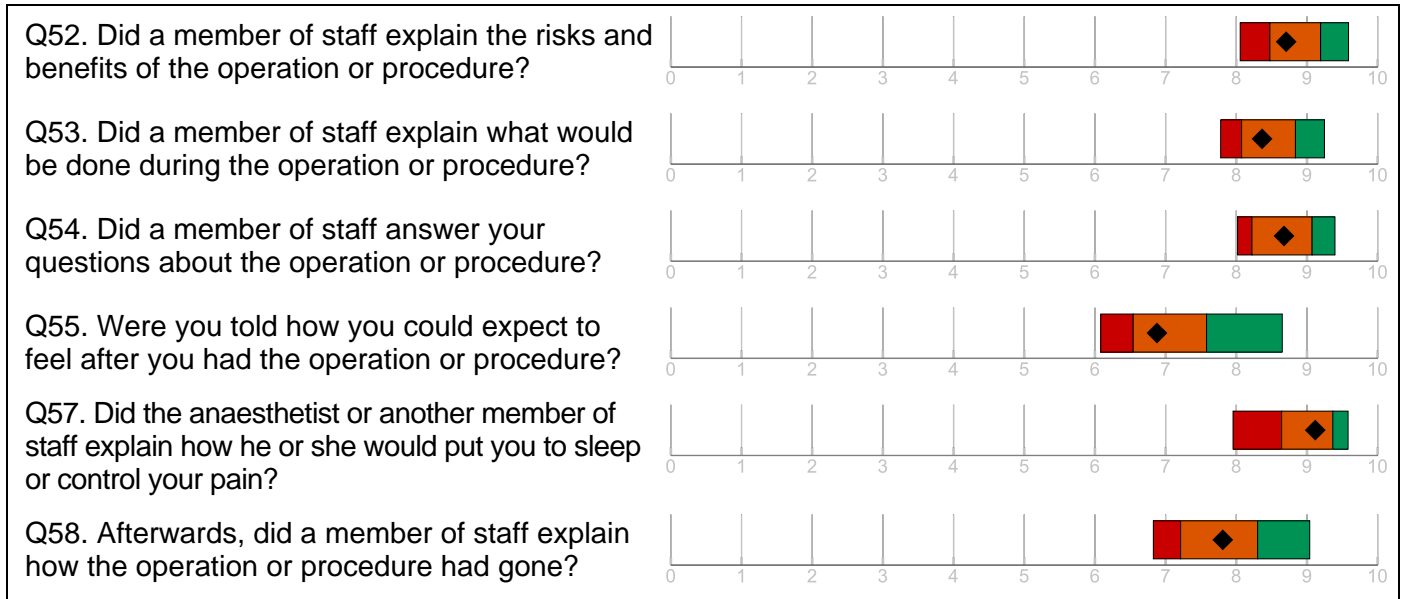 Q52. Did a member of staff explain the risks and
benefits of the operation or procedure?
0 1 2 3 4 5 6 7 8 9 10
Q53. Did a member of staff explain what would
be done during the operation or procedure?
0 1 2 3 4 5 6 7 8 9 10
Q54. Did a member of staff answer your
questions about the operation or procedure?
0 1 2 3 4 5 6 7 8 9 10
Q55. Were you told how you could expect to
feel after you had the operation or procedure?
0 1 2 3 4 5 6 7 8 9 10
Q57. Did the anaesthetist or another member of
staff explain how he or she would put you to sleep
or control your pain?
0 1 2 3 4 5 6 7 8 9 10
Q58. Afterwards, did a member of staff explain
how the operation or procedure had gone?
0 1 2 3 4 5 6 7 8 9 10